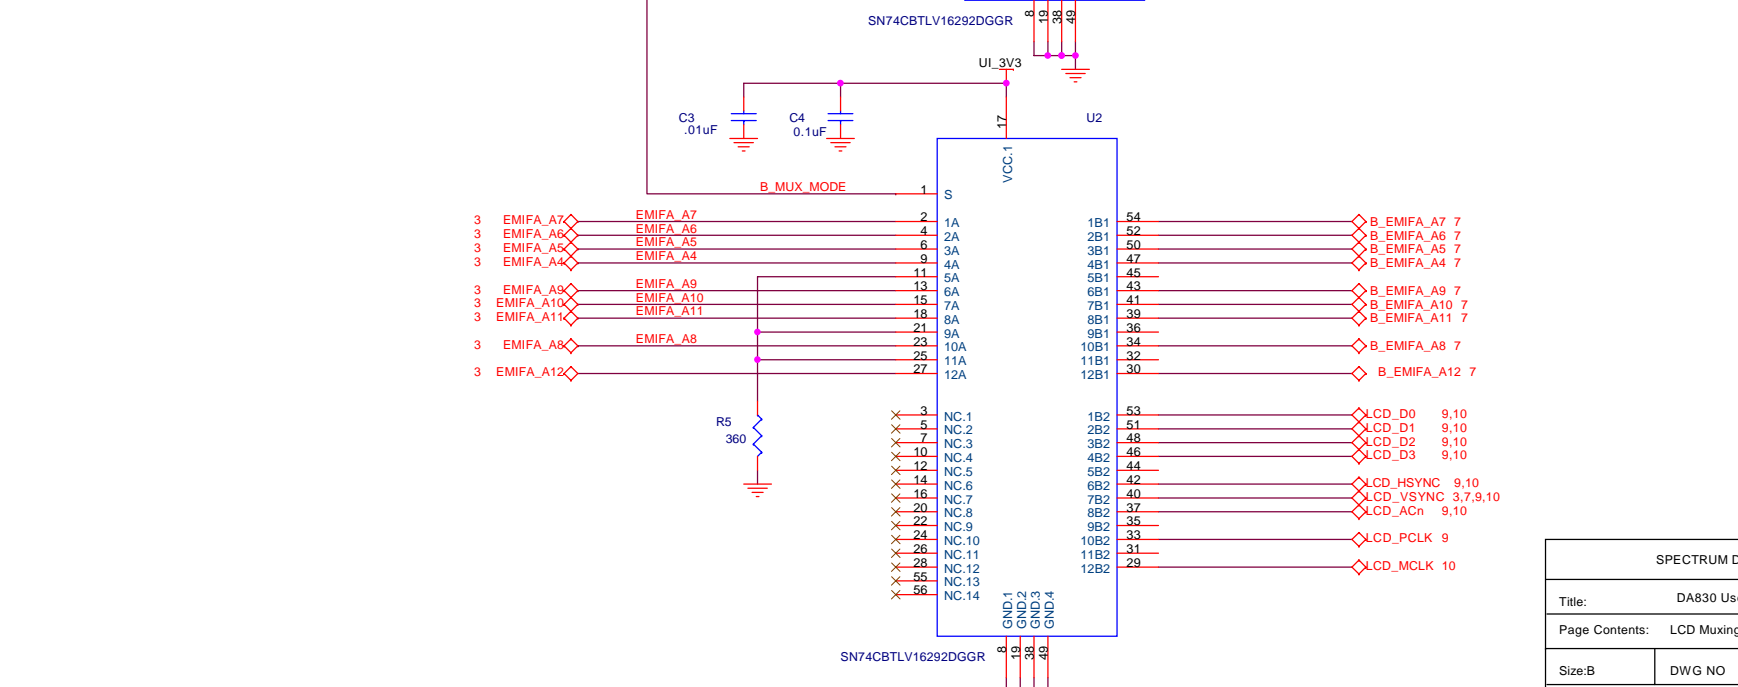 SN74CBTLV16292DGGR
8 19 38 49
UI_3V3
C3
.01uF
C4
0.1uF
17
U2
VCC.1
B_MUX_MODE 1 S
3 EMIFA_A7 EMIFA_A7 2 1A 1B1 54 B_EMIFA_A7 7
3 EMIFA_A6 EMIFA_A6 4 2A 2B1 52 B_EMIFA_A6 7
3 EMIFA_A5 EMIFA_A5 6 3A 3B1 50 B_EMIFA_A5 7
3 EMIFA_A4 EMIFA_A4 9 4A 4B1 47 B_EMIFA_A4 7
11 5A 5B1 45
3 EMIFA_A9 EMIFA_A9 13 6A 6B1 43 B_EMIFA_A9 7
3 EMIFA_A10 EMIFA_A10 15 7A 7B1 41 B_EMIFA_A10 7
3 EMIFA_A11 EMIFA_A11 18 8A 8B1 39 B_EMIFA_A11 7
21 9A 9B1 36
3 EMIFA_A8 EMIFA_A8 23 10A 10B1 34 B_EMIFA_A8 7
25 11A 11B1 32
3 EMIFA_A12 27 12A 12B1 30 B_EMIFA_A12 7
R5
360
3 NC.1 1B2 53 LCD_D0 9,10
5 NC.2 2B2 51 LCD_D1 9,10
7 NC.3 3B2 48 LCD_D2 9,10
10 NC.4 4B2 46 LCD_D3 9,10
12 NC.5 5B2 44
14 NC.6 6B2 42 LCD_HSYNC 9,10
16 NC.7 7B2 40 LCD_VSYNC 3,7,9,10
20 NC.8 8B2 37 LCD_ACn 9,10
22 NC.9 9B2 35
24 NC.10 10B2 33 LCD_PCLK 9
26 NC.11 11B2 31
28 NC.12 12B2 29 LCD_MCLK 10
55 NC.13
56 NC.14
GND.1 GND.2 GND.3 GND.4
8 19 38 49
SN74CBTLV16292DGGR
SPECTRUM D
Title: DA830 Us
Page Contents: LCD Muxing
Size:B DWG NO